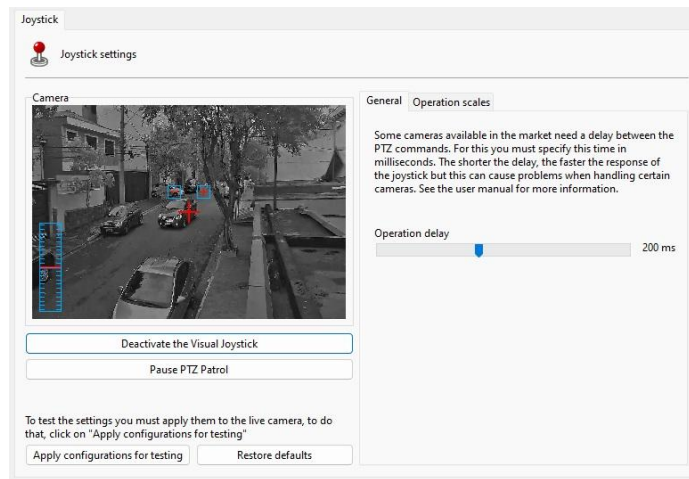 Joystick
Joystick settings
Camera
Deactivate the Visual Joystick
Pause PTZ Patrol
To test the settings you must apply them to the live camera, to do
that, click on "Apply configurations for testing"
Apply configurations for testing
Restore defaults
General
Operation scales
Some cameras available in the market need a delay between the
PTZ commands. For this you must specify this time in
milliseconds. The shorter the delay, the faster the response of
the joystick but this can cause problems when handling certain
cameras. See the user manual for more information.
Operation delay
200 ms